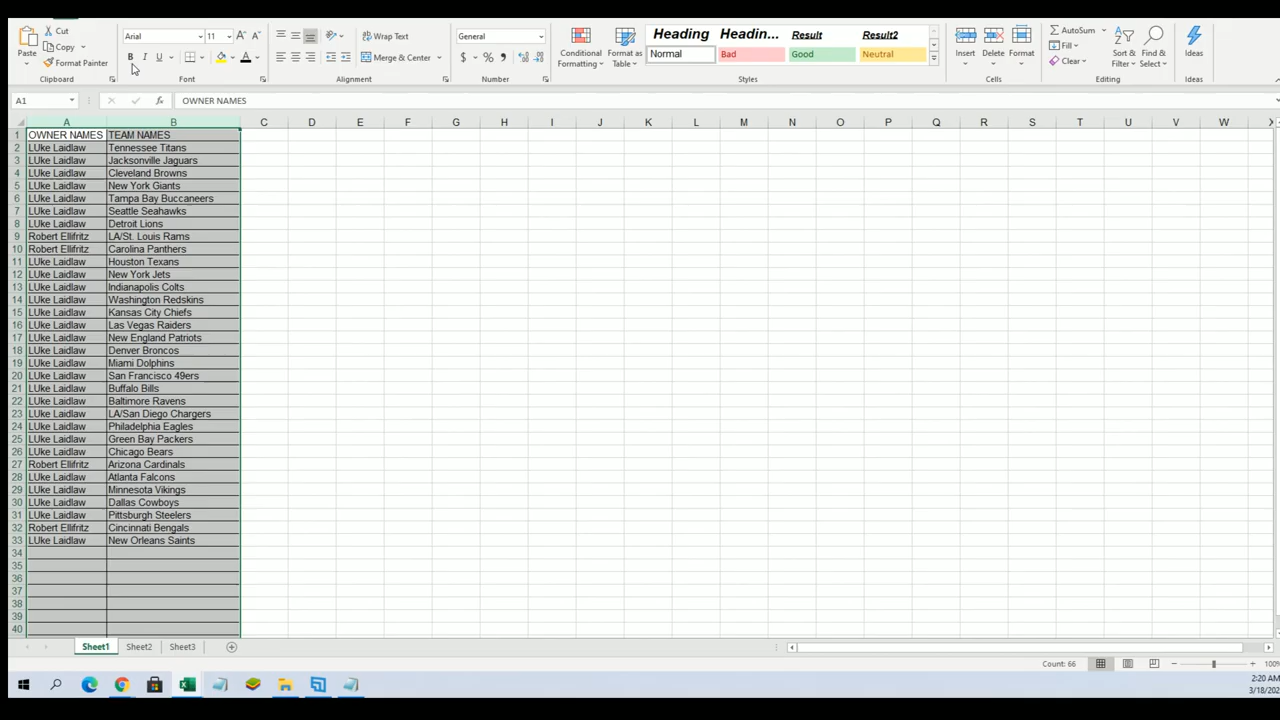 Cut
Copy
Format Painter
Paste
Clipboard
Arial
11
B I U
Font
Wrap Text
Merge & Center
Alignment
General
$ % ,
Number
Conditional Formatting
Format as Table
Heading
Headin...
Result
Result2
Normal
Bad
Good
Neutral
Styles
Insert
Delete
Format
Cells
AutoSum
Fill
Clear
Sort & Filter
Find & Select
Editing
Ideas
Ideas
A1
fx
OWNER NAMES
A B C D E F G H I J K L M N O P Q R S T U V W X
1 OWNER NAMES TEAM NAMES
2 LUke Laidlaw Tennessee Titans
3 LUke Laidlaw Jacksonville Jaguars
4 LUke Laidlaw Cleveland Browns
5 LUke Laidlaw New York Giants
6 LUke Laidlaw Tampa Bay Buccaneers
7 LUke Laidlaw Seattle Seahawks
8 LUke Laidlaw Detroit Lions
9 Robert Ellifritz LA/St. Louis Rams
10 Robert Ellifritz Carolina Panthers
11 LUke Laidlaw Houston Texans
12 LUke Laidlaw New York Jets
13 LUke Laidlaw Indianapolis Colts
14 LUke Laidlaw Washington Redskins
15 LUke Laidlaw Kansas City Chiefs
16 LUke Laidlaw Las Vegas Raiders
17 LUke Laidlaw New England Patriots
18 LUke Laidlaw Denver Broncos
19 LUke Laidlaw Miami Dolphins
20 LUke Laidlaw San Francisco 49ers
21 LUke Laidlaw Buffalo Bills
22 LUke Laidlaw Baltimore Ravens
23 LUke Laidlaw LA/San Diego Chargers
24 LUke Laidlaw Philadelphia Eagles
25 LUke Laidlaw Green Bay Packers
26 LUke Laidlaw Chicago Bears
27 Robert Ellifritz Arizona Cardinals
28 LUke Laidlaw Atlanta Falcons
29 LUke Laidlaw Minnesota Vikings
30 LUke Laidlaw Dallas Cowboys
31 LUke Laidlaw Pittsburgh Steelers
32 Robert Ellifritz Cincinnati Bengals
33 LUke Laidlaw New Orleans Saints
34
35
36
37
38
39
40
Sheet1 Sheet2 Sheet3
Count: 66
100%
2:20 AM
3/18/202